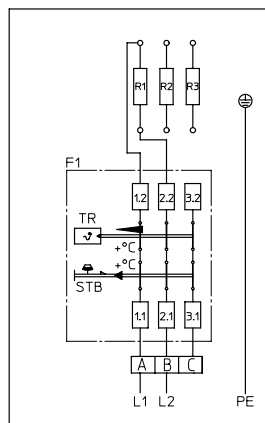 R1 R2 R3
F1
1.2 2.2 3.2
TR
+°C
+°C
STB
1.1 2.1 3.1
A B C
L1 L2 PE